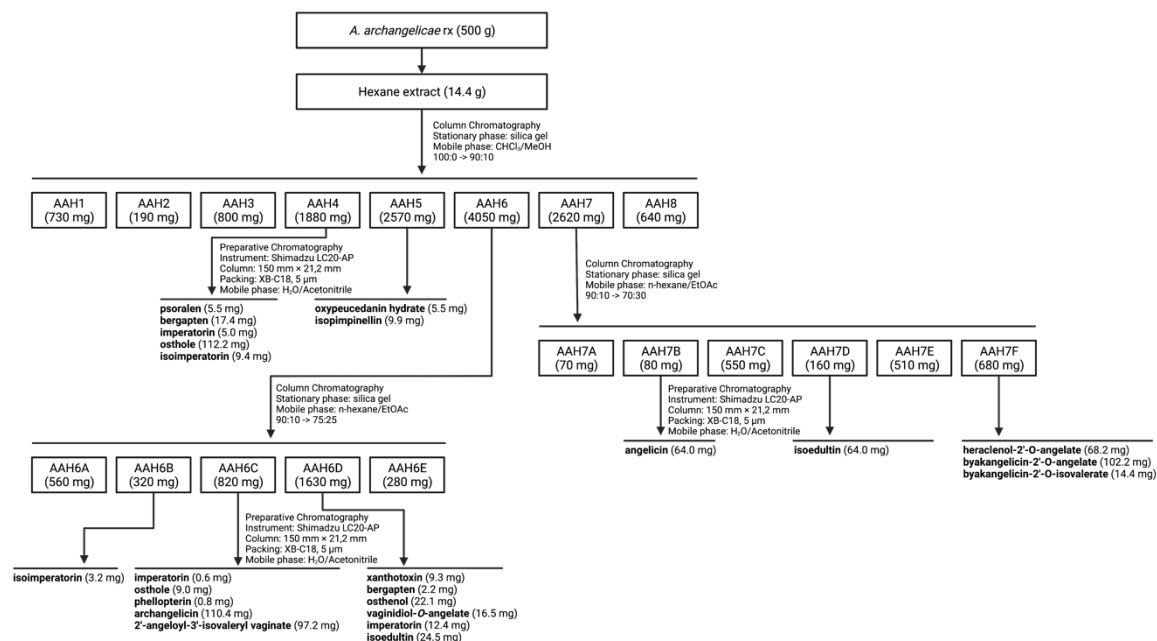 A. archangelicae rx (500 g)
Hexane extract (14.4 g)
Column Chromatography
Stationary phase: silica gel
Mobile phase: CHCl₃/MeOH
100:0 -> 90:10
AAH1
(730 mg)
AAH2
(190 mg)
AAH3
(800 mg)
AAH4
(1880 mg)
AAH5
(2570 mg)
AAH6
(4050 mg)
AAH7
(2620 mg)
AAH8
(640 mg)
Preparative Chromatography
Instrument: Shimadzu LC20-AP
Column: 150 mm × 21,2 mm
Packing: XB-C18, 5 µm
Mobile phase: H₂O/Acetonitrile
psoralen (5.5 mg)
bergapten (17.4 mg)
imperatorin (5.0 mg)
osthole (112.2 mg)
isoimperatorin (9.4 mg)
oxypeucedanin hydrate (5.5 mg)
isopimpinellin (9.9 mg)
Column Chromatography
Stationary phase: silica gel
Mobile phase: n-hexane/EtOAc
90:10 -> 70:30
AAH7A
(70 mg)
AAH7B
(80 mg)
AAH7C
(550 mg)
AAH7D
(160 mg)
AAH7E
(510 mg)
AAH7F
(680 mg)
Preparative Chromatography
Instrument: Shimadzu LC20-AP
Column: 150 mm × 21,2 mm
Packing: XB-C18, 5 µm
Mobile phase: H₂O/Acetonitrile
angelicin (64.0 mg)
isoedultin (64.0 mg)
heraclenol-2'-O-angelate (68.2 mg)
byakangelicin-2'-O-angelate (102.2 mg)
byakangelicin-2'-O-isovalerate (14.4 mg)
Column Chromatography
Stationary phase: silica gel
Mobile phase: n-hexane/EtOAc
90:10 -> 75:25
AAH6A
(560 mg)
AAH6B
(320 mg)
AAH6C
(820 mg)
AAH6D
(1630 mg)
AAH6E
(280 mg)
Preparative Chromatography
Instrument: Shimadzu LC20-AP
Column: 150 mm × 21,2 mm
Packing: XB-C18, 5 µm
Mobile phase: H₂O/Acetonitrile
isoimperatorin (3.2 mg)
imperatorin (0.6 mg)
osthole (9.0 mg)
phellopterin (0.8 mg)
archangelicin (110.4 mg)
2'-angeloyl-3'-isovaleryl vaginate (97.2 mg)
xanthotoxin (9.3 mg)
bergapten (2.2 mg)
osthenol (22.1 mg)
vaginidiol-O-angelate (16.5 mg)
imperatorin (12.4 mg)
isoedultin (24.5 mg)